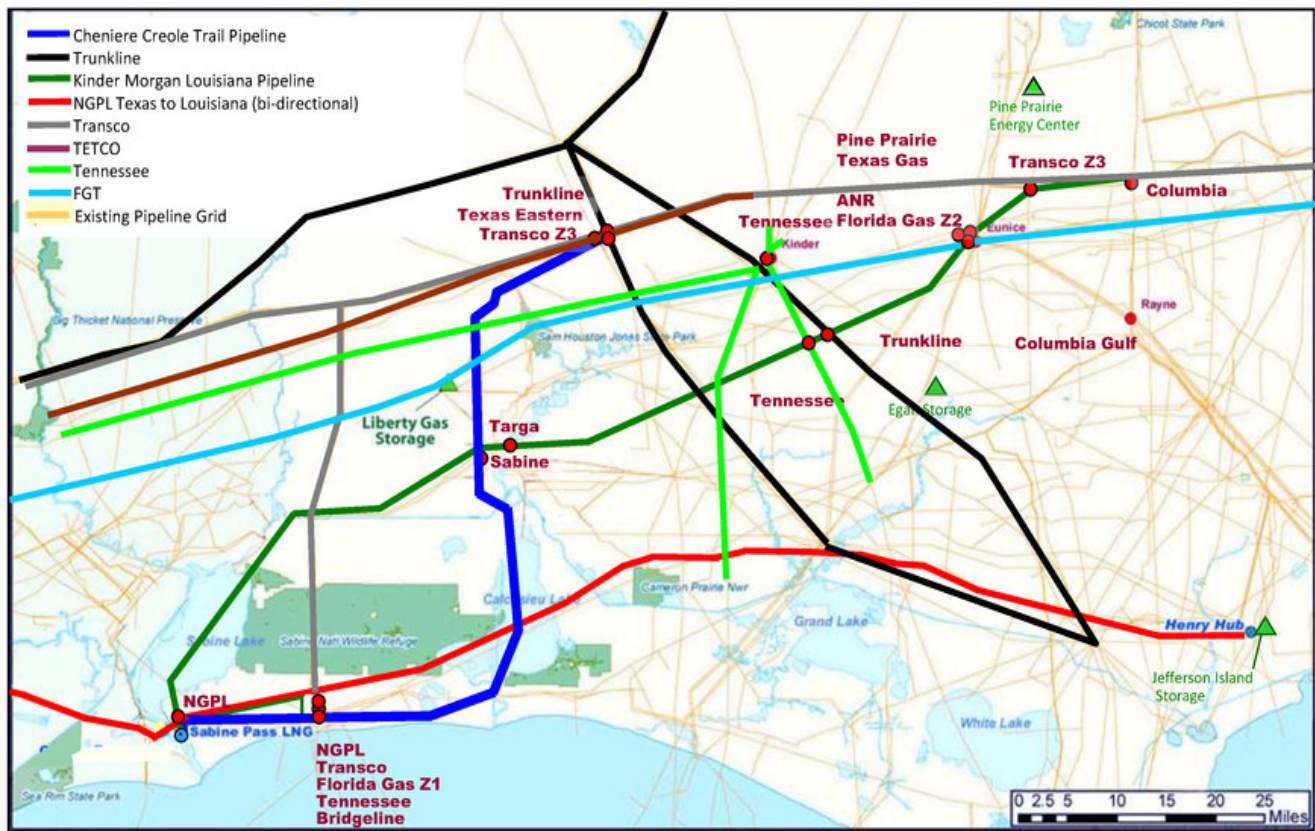 Cheniere Creole Trail Pipeline
Trunkline
Kinder Morgan Louisiana Pipeline
NGPL Texas to Louisiana (bi-directional)
Transco
TETCO
Tennessee
FGT
Existing Pipeline Grid
Chicot State Park
Pine Prairie
Energy Center
Pine Prairie
Texas Gas
Transco Z3
Columbia
Trunkline
Texas Eastern
Transco Z3
ANR
Florida Gas Z2
Tennessee
Kinder
Eunice
Rayne
Big Thicket National Preserve
Sam Houston Jones State Park
Trunkline
Columbia Gulf
Liberty Gas
Storage
Tennessee
Egan Storage
Targa
Sabine
Cameron Prairie Nwr
Calcasieu Lake
Sabine Lake
Sabine Natl Wildlife Refuge
Grand Lake
Henry Hub
Jefferson Island
Storage
NGPL
Sabine Pass LNG
White Lake
NGPL
Transco
Florida Gas Z1
Tennessee
Bridgeline
Sea Rim State Park
0 2.5 5 10 15 20 25
Miles